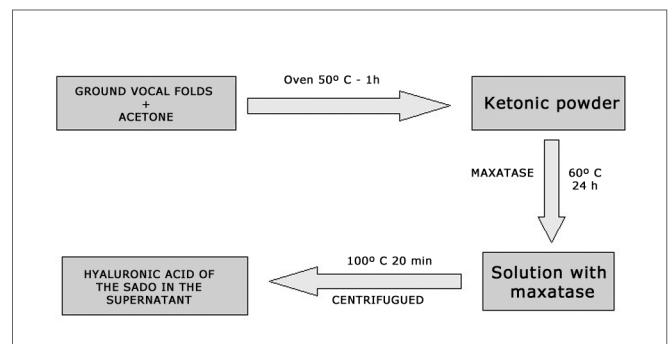 GROUND VOCAL FOLDS
+
ACETONE
Oven 50º C - 1h
Ketonic powder
MAXATASE
60º C
24 h
Solution with
maxatase
100º C 20 min
CENTRIFUGUED
HYALURONIC ACID OF
THE SADO IN THE
SUPERNATANT